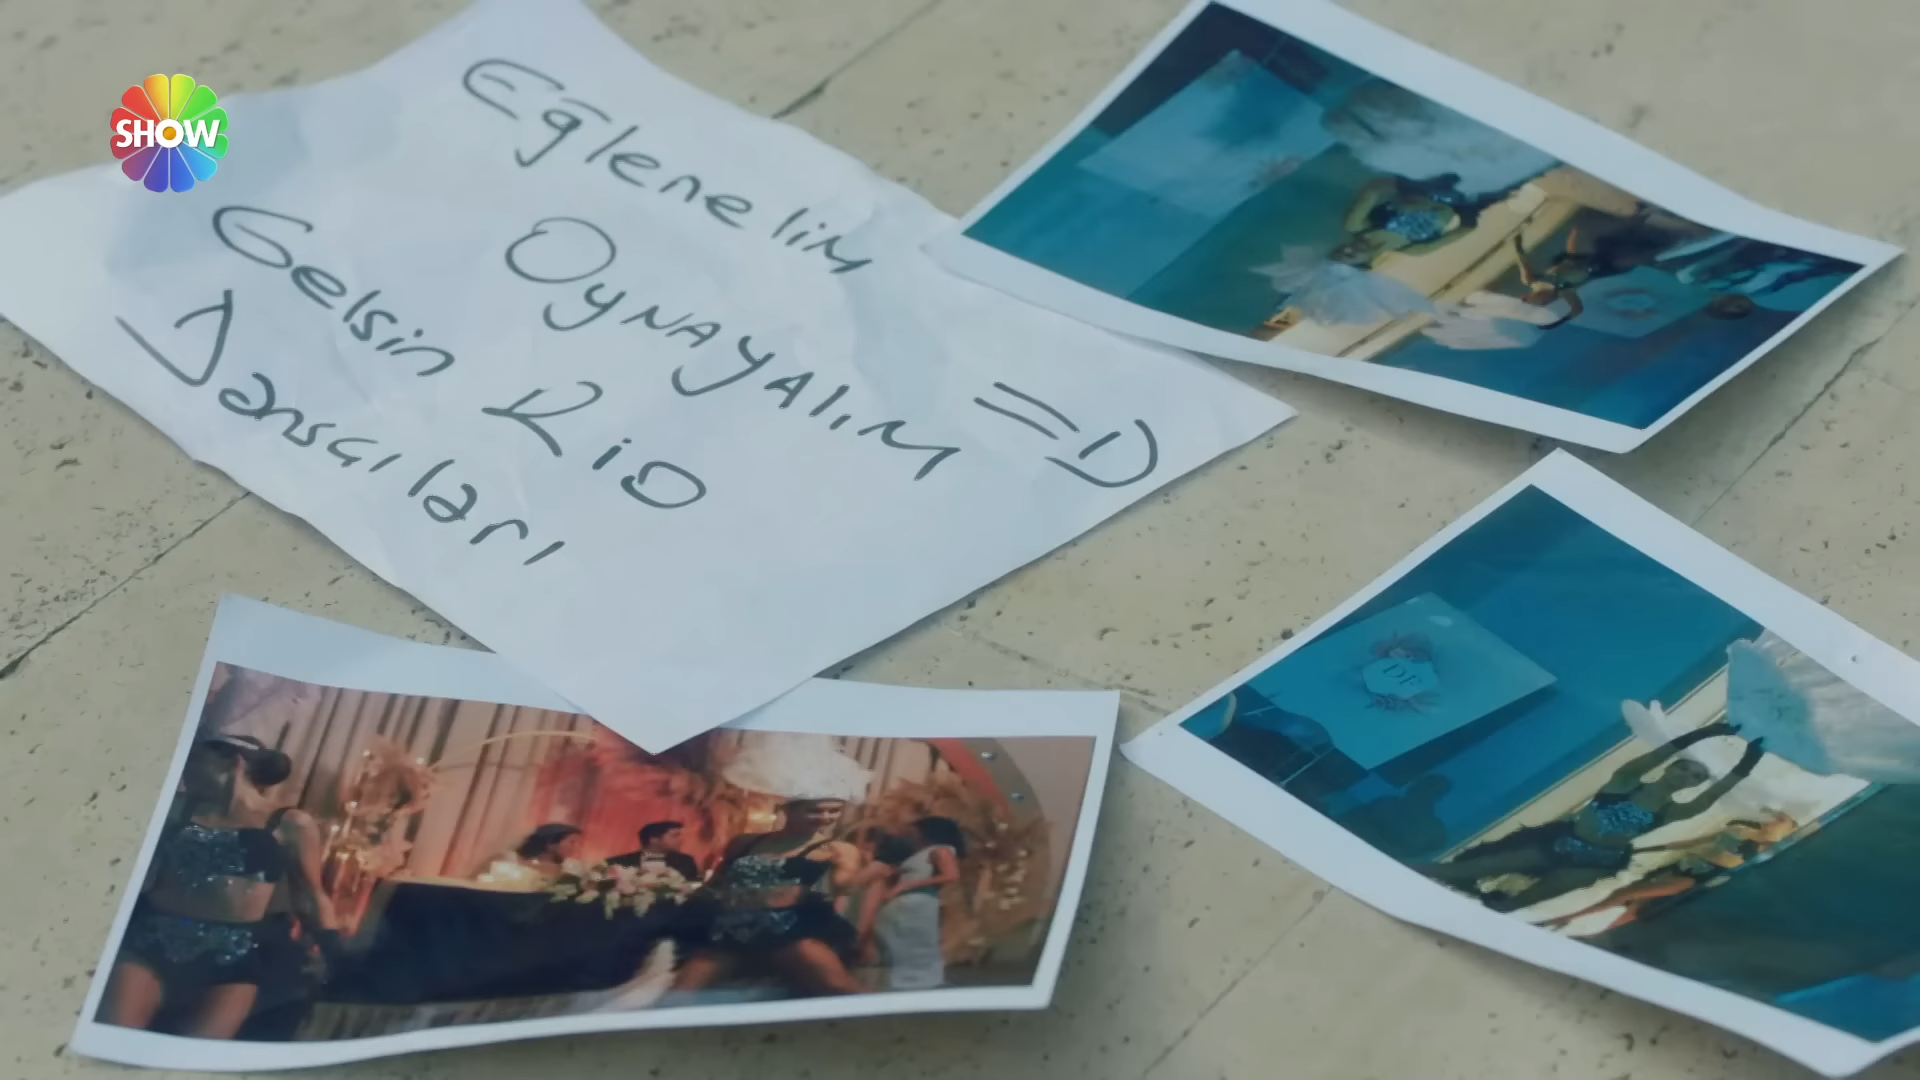 SHOW
Eğlenelim
Oynayalım =D
Gelsin Rio
Dansçıları